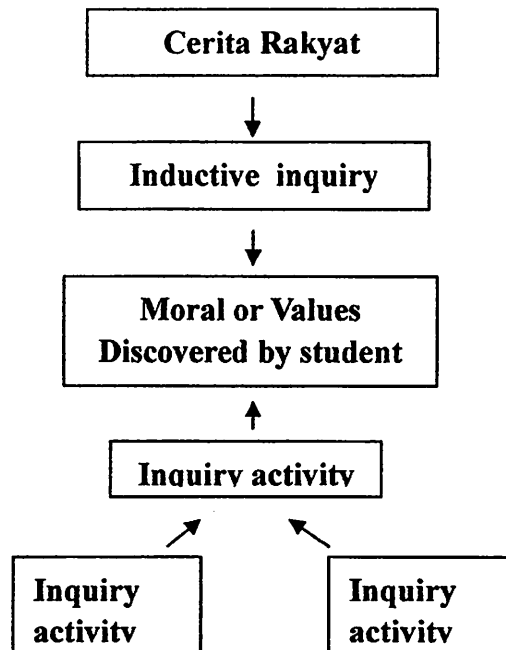 Cerita Rakyat
Inductive inquiry
Moral or Values
Discovered by student
Inquiry activity
Inquiry
activity
Inquiry
activity